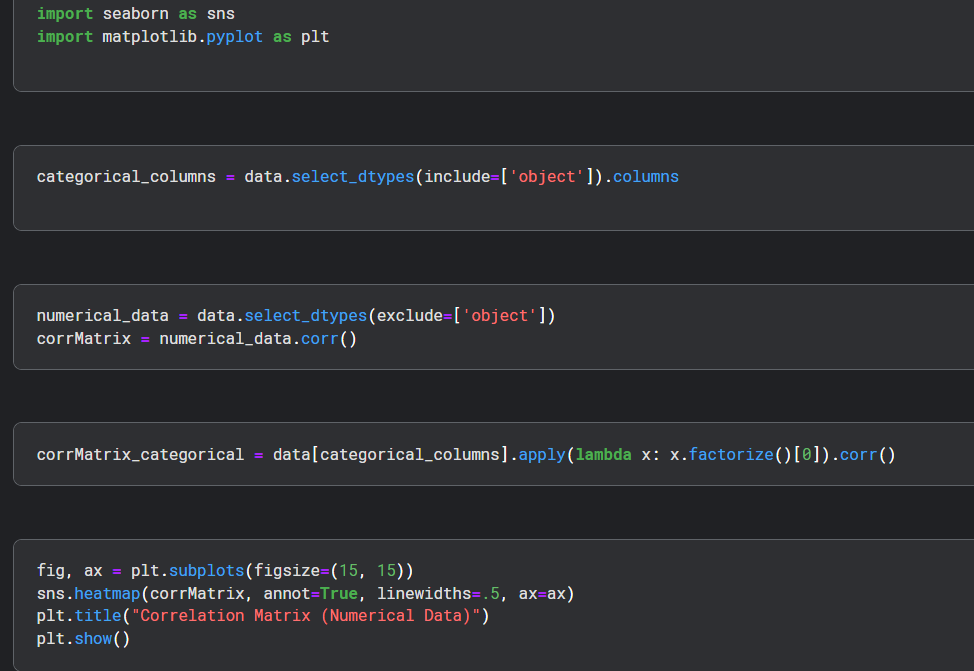 import seaborn as sns
import matplotlib.pyplot as plt
categorical_columns = data.select_dtypes(include=['object']).columns
numerical_data = data.select_dtypes(exclude=['object'])
corrMatrix = numerical_data.corr()
corrMatrix_categorical = data[categorical_columns].apply(lambda x: x.factorize()[0]).corr()
fig, ax = plt.subplots(figsize=(15, 15))
sns.heatmap(corrMatrix, annot=True, linewidths=.5, ax=ax)
plt.title("Correlation Matrix (Numerical Data)")
plt.show()